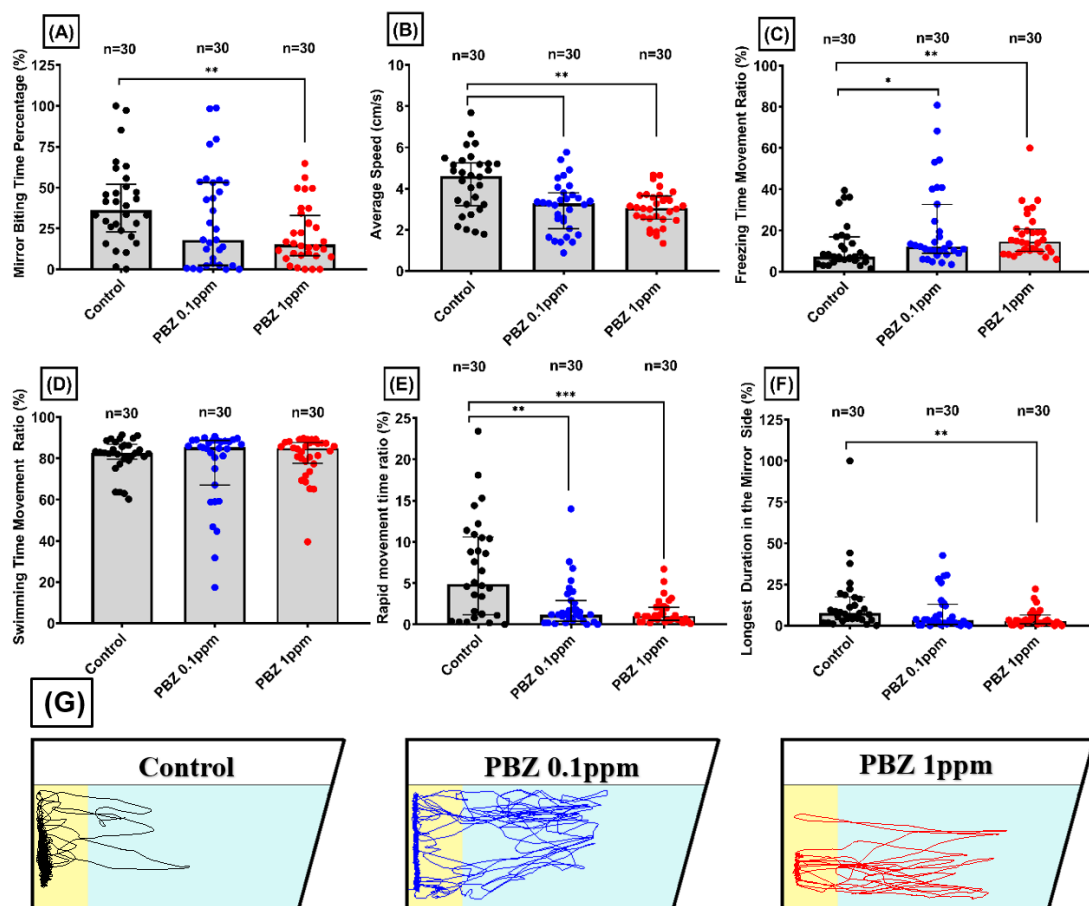 (A)
n=30
n=30
n=30
**
Mirror Bitting Time Percentage (%)
125
100
75
50
25
0
Control
PBZ 0.1ppm
PBZ 1ppm
(B)
n=30
n=30
n=30
**
Average Speed (cm/s)
10
8
6
4
2
0
Control
PBZ 0.1ppm
PBZ 1ppm
(C)
n=30
n=30
n=30
**
*
Freezing Time Movement Ratio (%)
100
80
60
40
20
0
Control
PBZ 0.1ppm
PBZ 1ppm
(D)
n=30
n=30
n=30
Swimming Time Movement Ratio (%)
100
80
60
40
20
0
Control
PBZ 0.1ppm
PBZ 1ppm
(E)
n=30
n=30
n=30
***
**
Rapid movement time ratio (%)
25
20
15
10
5
0
Control
PBZ 0.1ppm
PBZ 1ppm
(F)
n=30
n=30
n=30
**
Longest Duration in the Mirror Side (%)
125
100
75
50
25
0
Control
PBZ 0.1ppm
PBZ 1ppm
(G)
Control
PBZ 0.1ppm
PBZ 1ppm